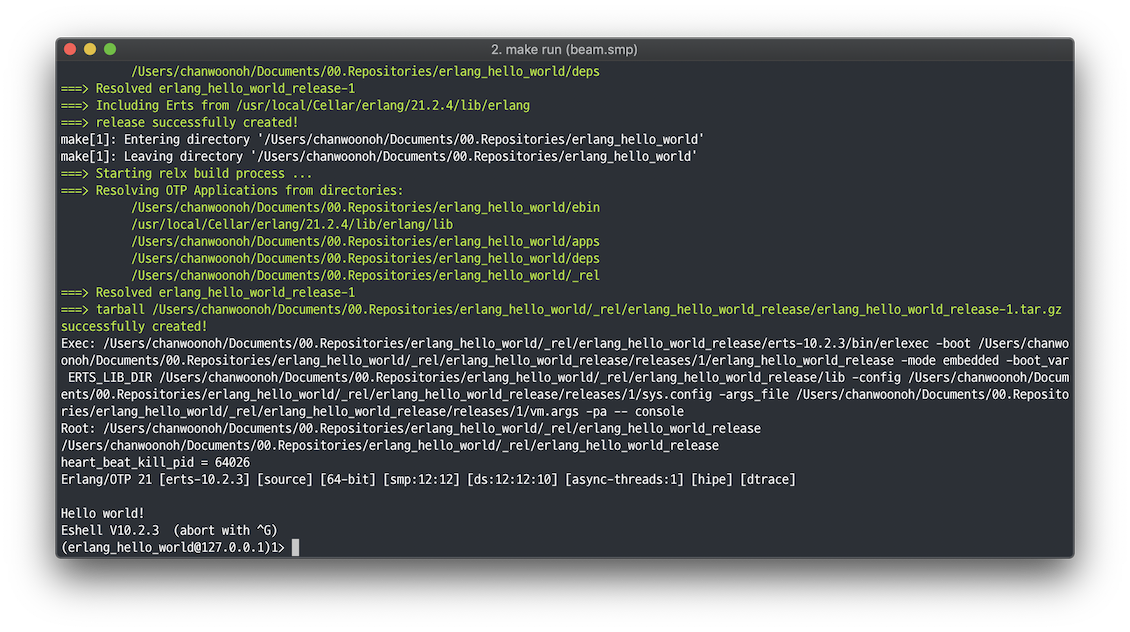 2. make run (beam.smp)
/Users/chanwoonoh/Documents/00.Repositories/erlang_hello_world/deps
===> Resolved erlang_hello_world_release-1
===> Including Erts from /usr/local/Cellar/erlang/21.2.4/lib/erlang
===> release successfully created!
make[1]: Entering directory '/Users/chanwoonoh/Documents/00.Repositories/erlang_hello_world'
make[1]: Leaving directory '/Users/chanwoonoh/Documents/00.Repositories/erlang_hello_world'
===> Starting relx build process ...
===> Resolving OTP Applications from directories:
/Users/chanwoonoh/Documents/00.Repositories/erlang_hello_world/ebin
/usr/local/Cellar/erlang/21.2.4/lib/erlang/lib
/Users/chanwoonoh/Documents/00.Repositories/erlang_hello_world/apps
/Users/chanwoonoh/Documents/00.Repositories/erlang_hello_world/deps
/Users/chanwoonoh/Documents/00.Repositories/erlang_hello_world/_rel
===> Resolved erlang_hello_world_release-1
===> tarball /Users/chanwoonoh/Documents/00.Repositories/erlang_hello_world/_rel/erlang_hello_world_release/erlang_hello_world_release-1.tar.gz
successfully created!
Exec: /Users/chanwoonoh/Documents/00.Repositories/erlang_hello_world/_rel/erlang_hello_world_release/erts-10.2.3/bin/erlexec -boot /Users/chanwo
onoh/Documents/00.Repositories/erlang_hello_world/_rel/erlang_hello_world_release/releases/1/erlang_hello_world_release -mode embedded -boot_var
ERTS_LIB_DIR /Users/chanwoonoh/Documents/00.Repositories/erlang_hello_world/_rel/erlang_hello_world_release/lib -config /Users/chanwoonoh/Docum
ents/00.Repositories/erlang_hello_world/_rel/erlang_hello_world_release/releases/1/sys.config -args_file /Users/chanwoonoh/Documents/00.Reposito
ries/erlang_hello_world/_rel/erlang_hello_world_release/releases/1/vm.args -pa -- console
Root: /Users/chanwoonoh/Documents/00.Repositories/erlang_hello_world/_rel/erlang_hello_world_release
/Users/chanwoonoh/Documents/00.Repositories/erlang_hello_world/_rel/erlang_hello_world_release
heart_beat_kill_pid = 64026
Erlang/OTP 21 [erts-10.2.3] [source] [64-bit] [smp:12:12] [ds:12:12:10] [async-threads:1] [hipe] [dtrace]
Hello world!
Eshell V10.2.3  (abort with ^G)
(erlang_hello_world@127.0.0.1)1>